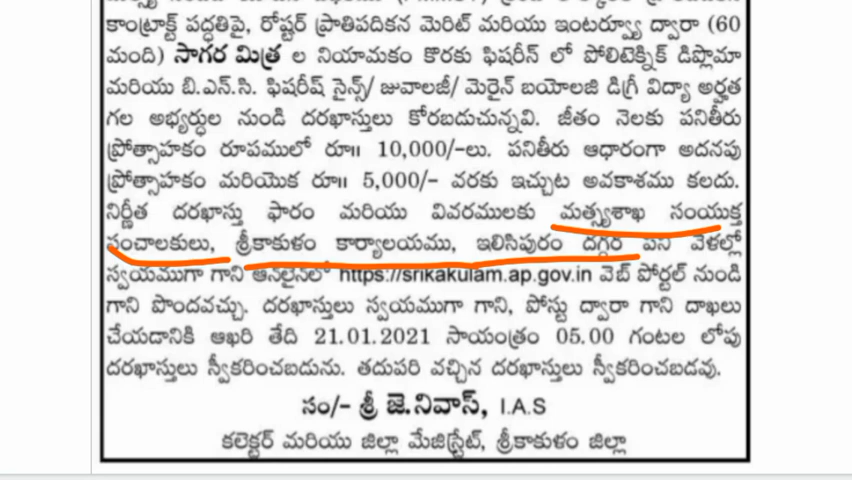 కాంట్రాక్ట్ పద్ధతిపై, రోష్టర్ ప్రాతిపదికన మెరిట్ మరియు ఇంటర్వ్యూ ద్వారా (60
మంది) సాగర మిత్ర ల నియామకం కొరకు ఫిషరీస్ లో పోలిటెక్నిక్ డిప్లొమా
మరియు బి.ఎస్.సి. ఫిషరీష్ సైన్స్/ జువాలజీ/ మెరైన్ బయోలజి డిగ్రీ విద్యా అర్హత
గల అభ్యర్ధుల నుండి దరఖాస్తులు కోరబడుచున్నవి. జీతం నెలకు పనితీరు
ప్రోత్సాహకం రూపములో రూ॥ 10,000/-లు. పనితీరు ఆధారంగా అదనపు
ప్రోత్సాహకం మరియొక రూ॥ 5,000/- వరకు ఇచ్చుట అవకాశము కలదు.
నిర్ణీత దరఖాస్తు ఫారం మరియు వివరములకు మత్స్యశాఖ సంయుక్త
సంచాలకులు, శ్రీకాకుళం కార్యాలయము, ఇలిసిపురం దగ్గర పని వేళల్లో
స్వయముగా గాని ఆన్‌లైన్‌లో https://srikakulam.ap.gov.in వెబ్ పోర్టల్ నుండి
గాని పొందవచ్చు. దరఖాస్తులు స్వయముగా గాని, పోస్టు ద్వారా గాని దాఖలు
చేయడానికి ఆఖరి తేది 21.01.2021 సాయంత్రం 05.00 గంటల లోపు
దరఖాస్తులు స్వీకరించబడును. తదుపరి వచ్చిన దరఖాస్తులు స్వీకరించబడవు.
సం/- శ్రీ జె.నివాస్, I.A.S
కలెక్టర్ మరియు జిల్లా మేజిస్ట్రేట్, శ్రీకాకుళం జిల్లా